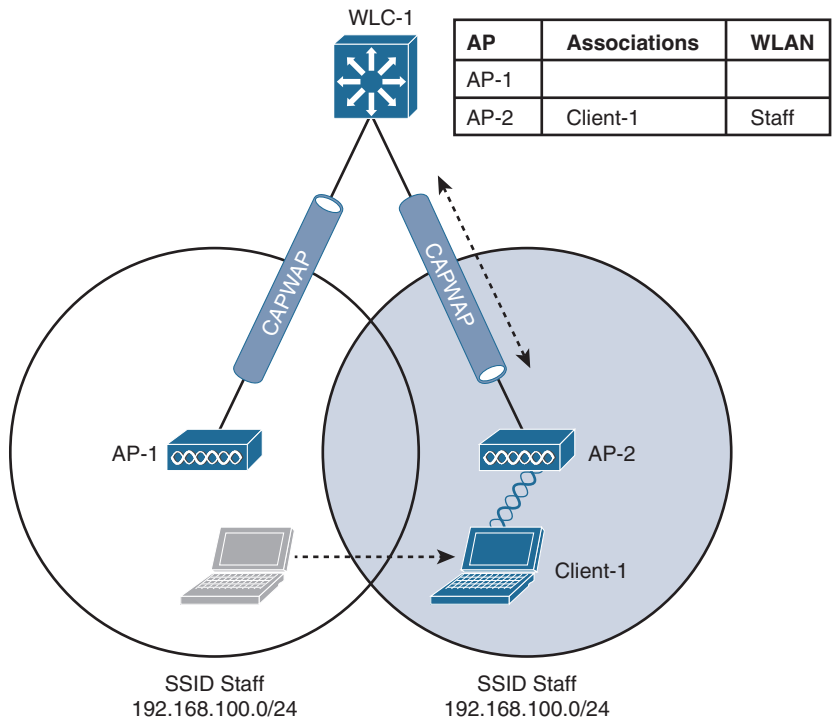 WLC-1
AP Associations WLAN
AP-1
AP-2 Client-1 Staff
CAPWAP
CAPWAP
AP-1
AP-2
Client-1
SSID Staff
192.168.100.0/24
SSID Staff
192.168.100.0/24